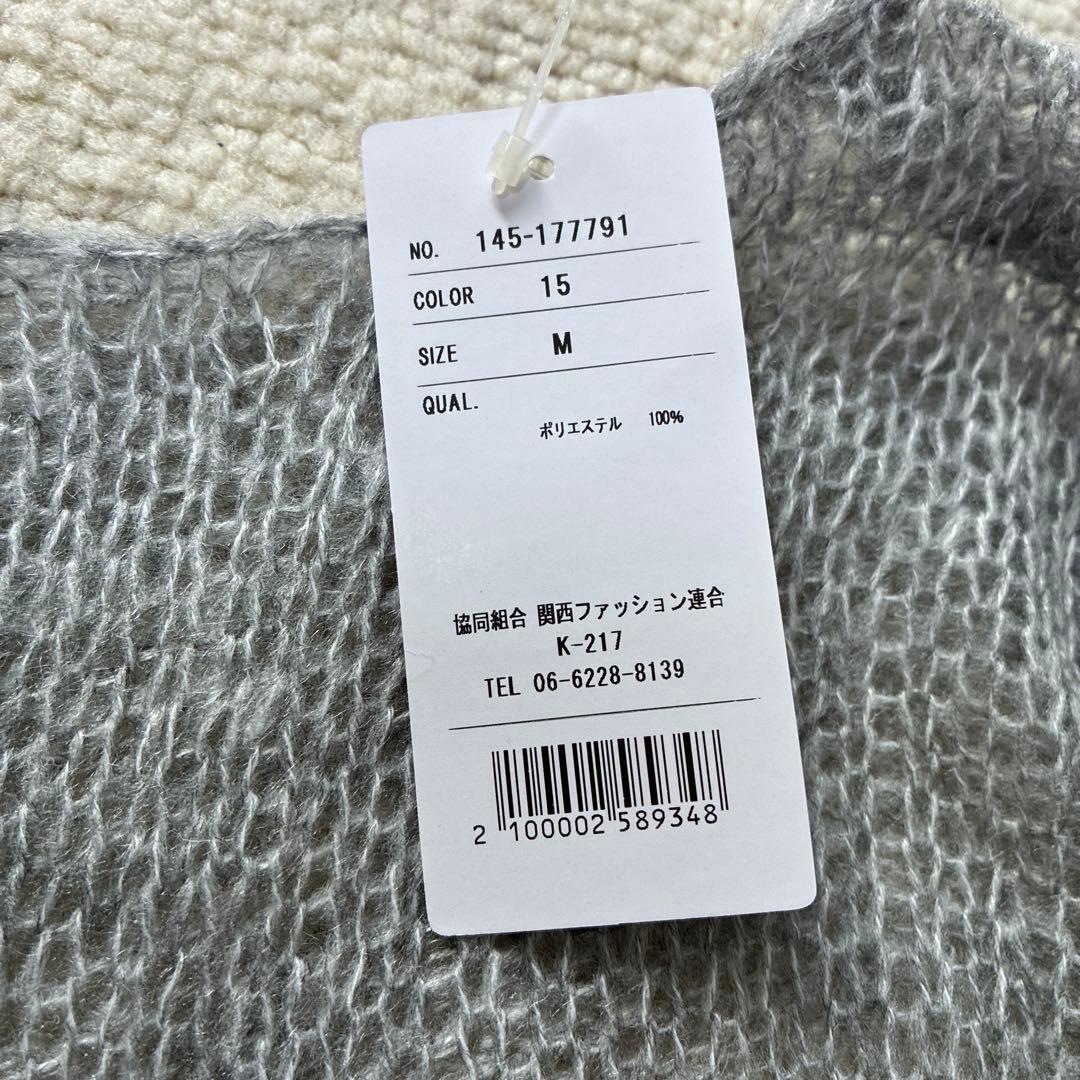 NO. 145-177791
COLOR 15
SIZE M
QUAL.
ポリエステル 100%
協同組合 関西ファッション連合
K-217
TEL 06-6228-8139
2 100002 589348